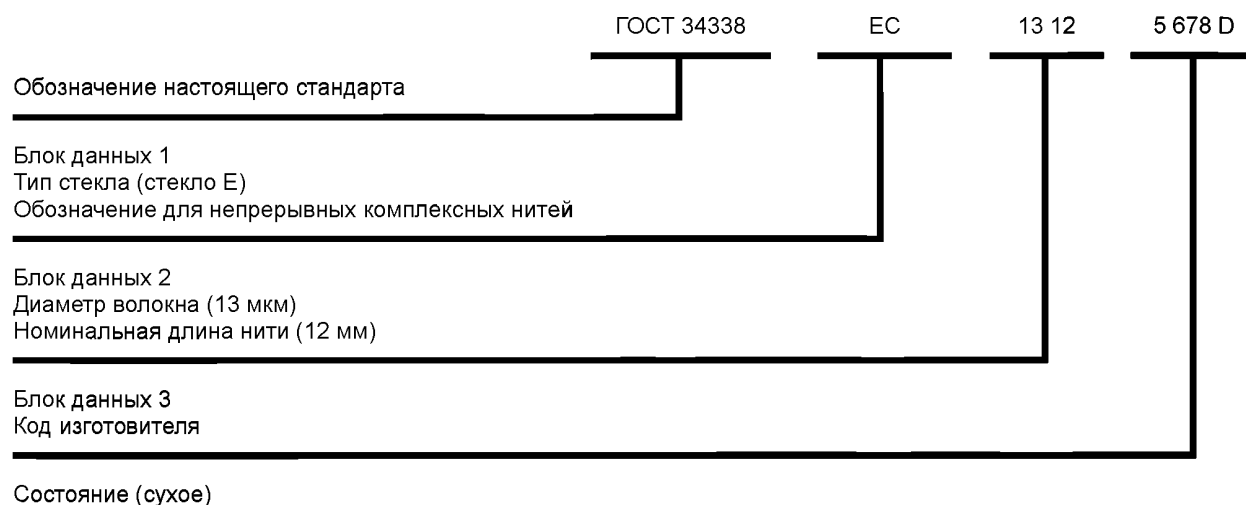 ГОСТ 34338 ЕС 13 12 5 678 D
Обозначение настоящего стандарта
Блок данных 1
Тип стекла (стекло Е)
Обозначение для непрерывных комплексных нитей
Блок данных 2
Диаметр волокна (13 мкм)
Номинальная длина нити (12 мм)
Блок данных 3
Код изготовителя
Состояние (сухое)